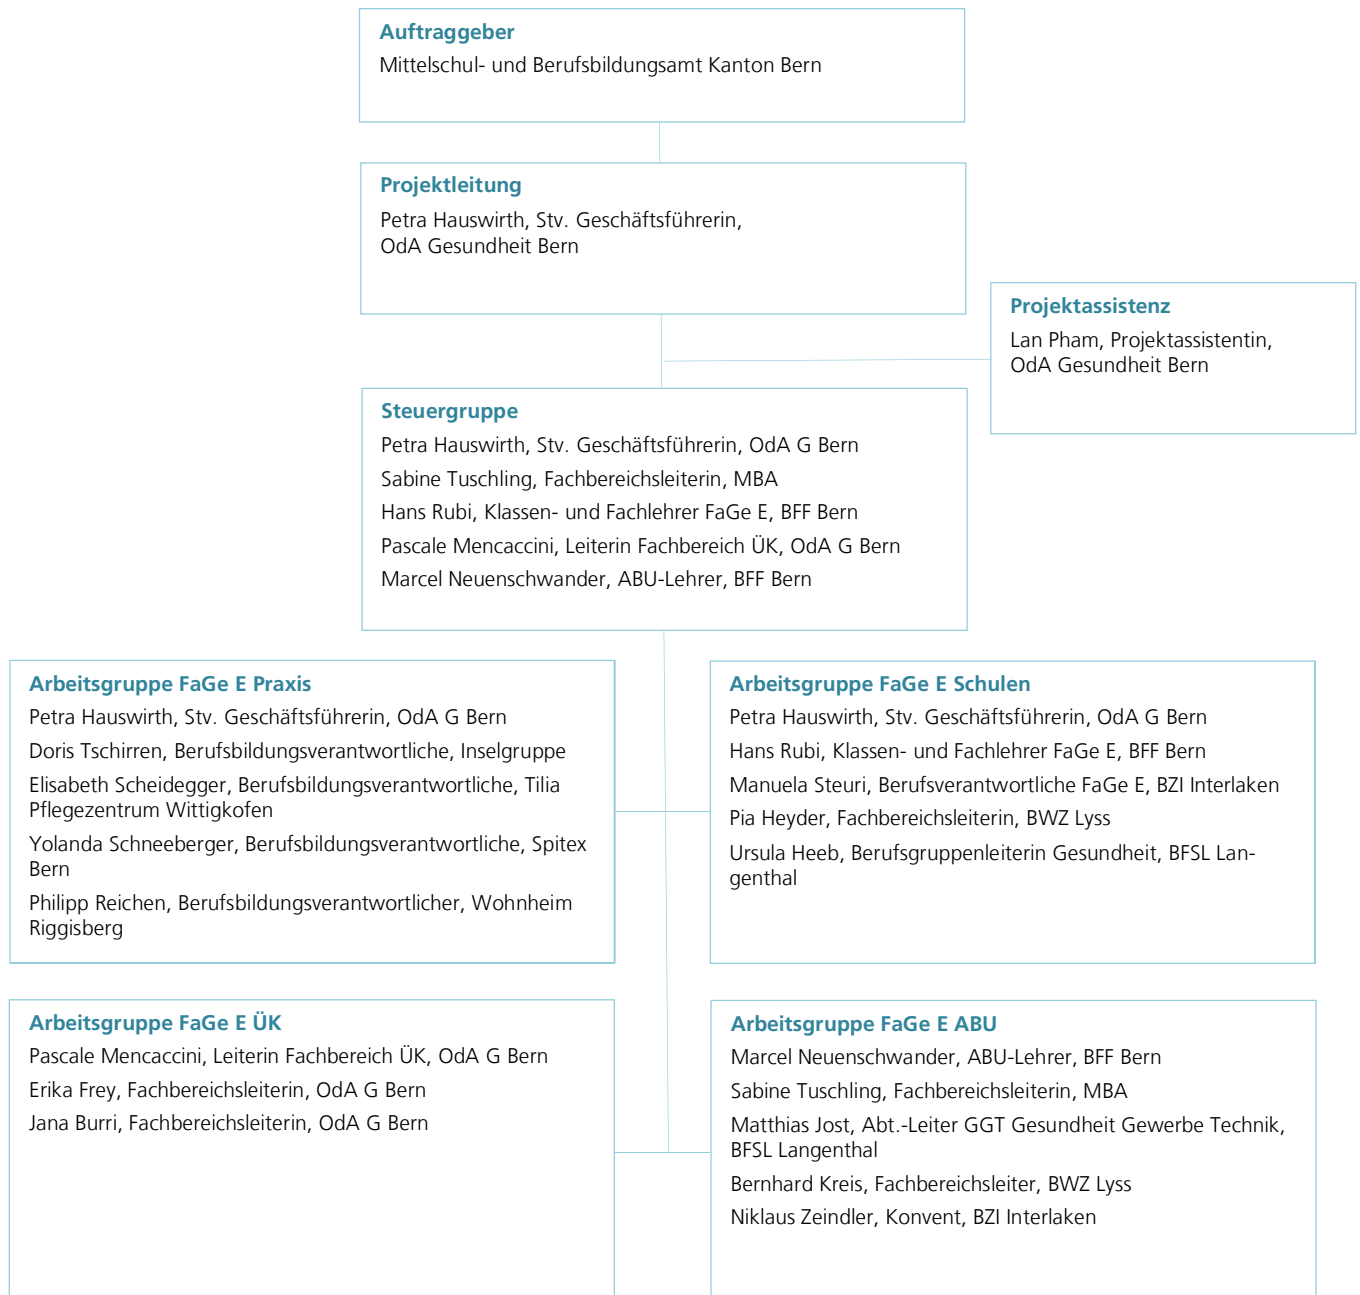 Auftraggeber
Mittelschul- und Berufsbildungsamt Kanton Bern
Projektleitung
Petra Hauswirth, Stv. Geschäftsführerin,
OdA Gesundheit Bern
Projektassistenz
Lan Pham, Projektassistentin,
OdA Gesundheit Bern
Steuergruppe
Petra Hauswirth, Stv. Geschäftsführerin, OdA G Bern
Sabine Tuschling, Fachbereichsleiterin, MBA
Hans Rubi, Klassen- und Fachlehrer FaGe E, BFF Bern
Pascale Mencaccini, Leiterin Fachbereich ÜK, OdA G Bern
Marcel Neuenschwander, ABU-Lehrer, BFF Bern
Arbeitsgruppe FaGe E Praxis
Petra Hauswirth, Stv. Geschäftsführerin, OdA G Bern
Doris Tschirren, Berufsbildungsverantwortliche, Inselgruppe
Elisabeth Scheidegger, Berufsbildungsverantwortliche, Tilia
Pflegezentrum Wittigkofen
Yolanda Schneeberger, Berufsbildungsverantwortliche, Spitex
Bern
Philipp Reichen, Berufsbildungsverantwortlicher, Wohnheim
Riggisberg
Arbeitsgruppe FaGe E Schulen
Petra Hauswirth, Stv. Geschäftsführerin, OdA G Bern
Hans Rubi, Klassen- und Fachlehrer FaGe E, BFF Bern
Manuela Steuri, Berufsverantwortliche FaGe E, BZI Interlaken
Pia Heyder, Fachbereichsleiterin, BWZ Lyss
Ursula Heeb, Berufsgruppenleiterin Gesundheit, BFSL Lan-
genthal
Arbeitsgruppe FaGe E ÜK
Pascale Mencaccini, Leiterin Fachbereich ÜK, OdA G Bern
Erika Frey, Fachbereichsleiterin, OdA G Bern
Jana Burri, Fachbereichsleiterin, OdA G Bern
Arbeitsgruppe FaGe E ABU
Marcel Neuenschwander, ABU-Lehrer, BFF Bern
Sabine Tuschling, Fachbereichsleiterin, MBA
Matthias Jost, Abt.-Leiter GGT Gesundheit Gewerbe Technik,
BFSL Langenthal
Bernhard Kreis, Fachbereichsleiter, BWZ Lyss
Niklaus Zeindler, Konvent, BZI Interlaken